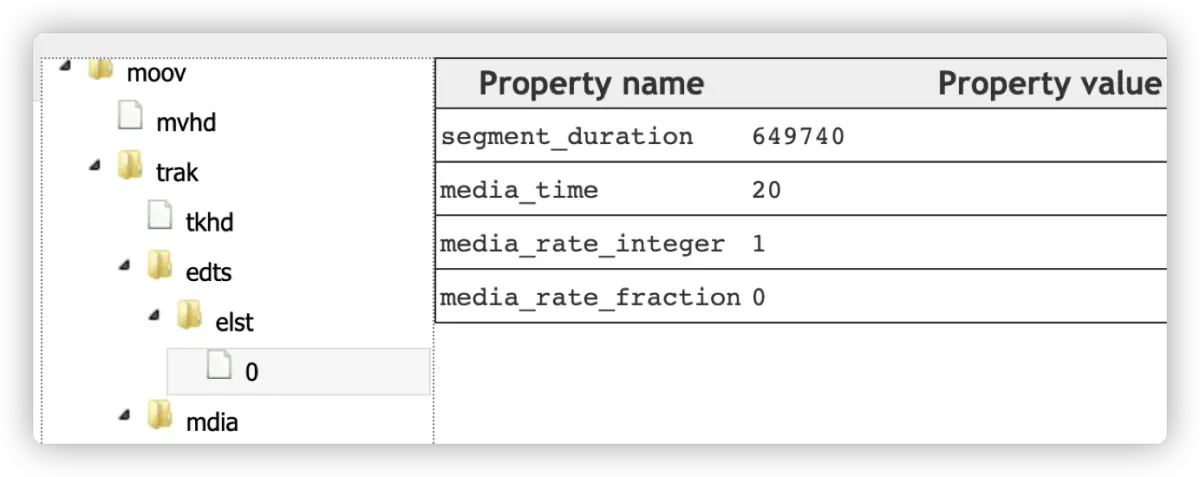 moov
mvhd
trak
tkhd
edts
elst
0
mdia
Property name Property value
segment_duration 649740
media_time 20
media_rate_integer 1
media_rate_fraction 0